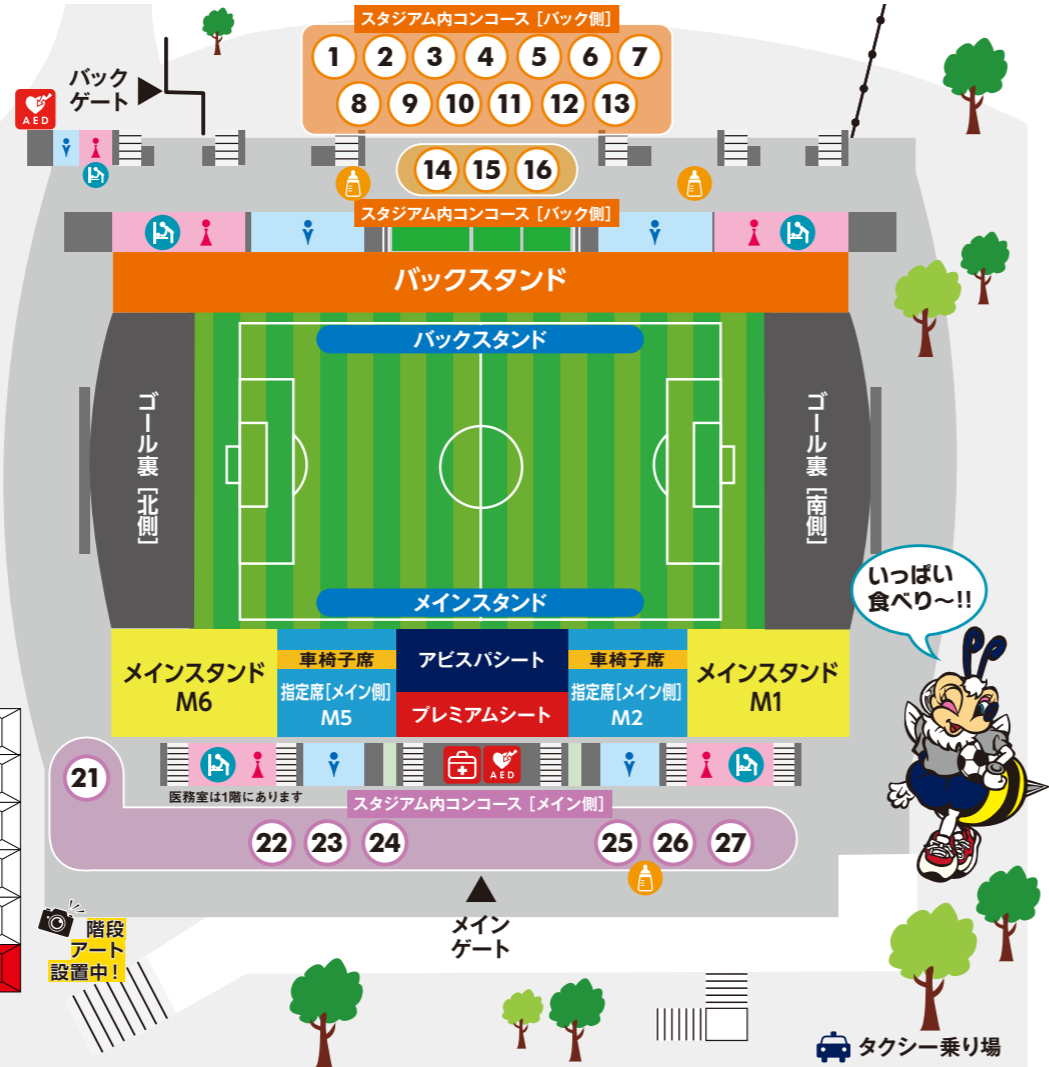 スタジアム内コンコース［バック側］
1 2 3 4 5 6 7
8 9 10 11 12 13
バック
ゲート
AED
14 15 16
スタジアム内コンコース［バック側］
バックスタンド
バックスタンド
ゴール裏［北側］
ゴール裏［南側］
メインスタンド
いっぱい
食べり〜!!
メインスタンド
M6
車椅子席
指定席［メイン側］
M5
アビスパシート
プレミアムシート
車椅子席
指定席［メイン側］
M2
メインスタンド
M1
AED
21
医務室は1階にあります
スタジアム内コンコース［メイン側］
22 23 24 25 26 27
メイン
ゲート
階段
アート
設置中！
タクシー乗り場